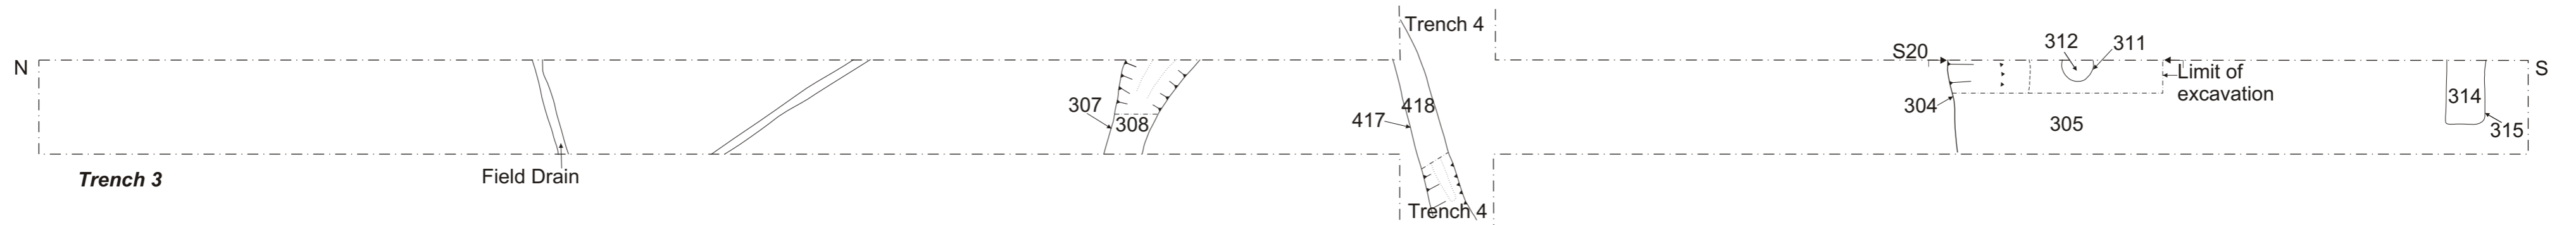 Trench 4
N
S20
312
311
S
Limit of
excavation
307
308
417
418
304
305
314
315
Trench 3
Field Drain
Trench 4